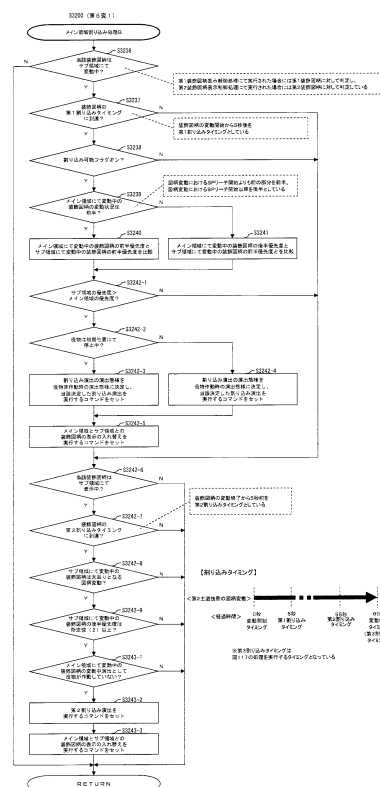 S3200 (第8変1)
メイン領域割り込み処理B
S3236
当該装飾図柄は
サブ領域にて
変動中?
N
Y
第1装飾図柄表示制御処理にて実行された場合には第1装飾図柄に対して判定し、
第2装飾図柄表示制御処理にて実行された場合には第2装飾図柄に対して判定している
S3237
装飾図柄の
第1割り込みタイミング
に到達?
N
Y
装飾図柄の変動開始から5秒後を
第1割り込みタイミングとしている
S3238
割り込み可能フラグオン?
N
Y
S3239
メイン領域にて変動中の
装飾図柄の変動状況は
前半?
N
Y
図柄変動におけるSPリーチ開始よりも前の部分を前半、
図柄変動におけるSPリーチ開始以降を後半としている
S3240
メイン領域にて変動中の装飾図柄の前半優先度と
サブ領域にて変動中の装飾図柄の前半優先度を比較
S3241
メイン領域にて変動中の装飾図柄の後半優先度と
サブ領域にて変動中の装飾図柄の前半優先度とを比較
S3242-1
サブ領域の優先度>
メイン領域の優先度?
N
Y
S3242-2
役物は初期位置にて
停止中?
N
Y
S3242-3
割り込み演出の演出態様を
役物非作動時の演出態様に決定し、
当該決定した割り込み演出を
実行するコマンドをセット
S3242-4
割り込み演出の演出態様を
役物作動時の演出態様に決定し、
当該決定した割り込み演出を
実行するコマンドをセット
S3242-5
メイン領域とサブ領域との
装飾図柄の表示の入れ替えを
実行するコマンドをセット
S3242-6
当該装飾図柄は
サブ領域にて
表示中?
N
Y
S3242-7
装飾図柄の
第2割り込みタイミング
に到達?
N
Y
装飾図柄の変動終了から5秒前を
第2割り込みタイミングとしている
S3242-8
サブ領域にて変動中の
装飾図柄は大当りとなる
図柄変動?
N
Y
S3242-9
サブ領域にて変動中の
装飾図柄の後半優先度は
所定値(2)以上?
N
Y
S3243-1
メイン領域にて変動中の
装飾図柄の変動中演出として
役物が作動していない?
N
Y
S3243-2
第2割り込み演出を
実行するコマンドをセット
S3243-3
メイン領域とサブ領域との
装飾図柄の表示の入れ替えを
実行するコマンドをセット
RETURN
【割り込みタイミング】
<第2主遊技側の図柄変動>
<経過時間>
0秒
変動開始
タイミング
5秒
第1割り込み
タイミング
55秒
第2割り込み
タイミング
60
変動
タイ
(第3割
タイミ
※第3割り込みタイミングは
図117の処理を実行するタイミングとなっている